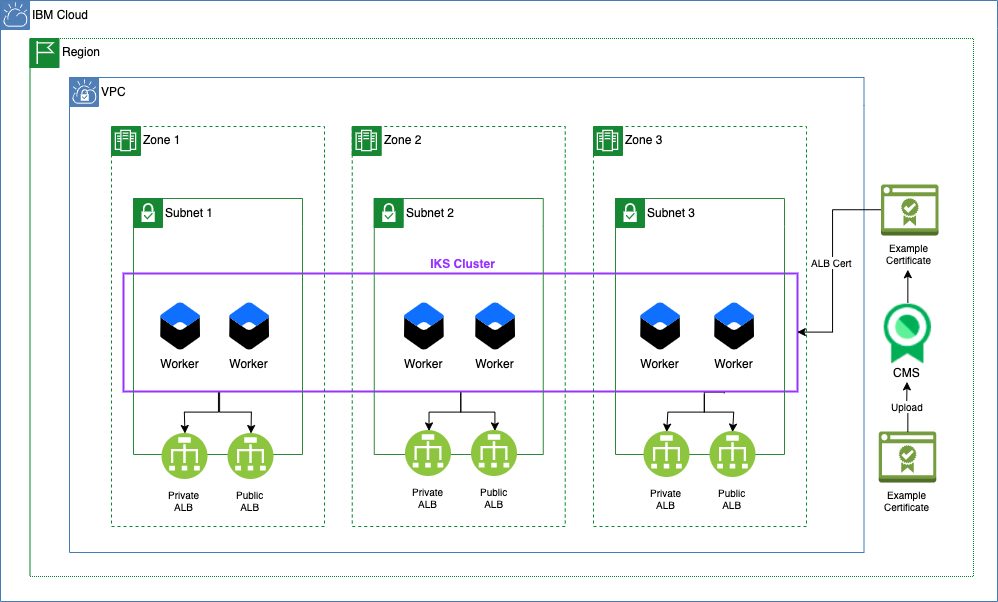 IBM Cloud
Region
VPC
Zone 1
Zone 2
Zone 3
Subnet 1
Subnet 2
Subnet 3
IKS Cluster
Worker
Worker
Worker
Worker
Worker
Worker
Private
ALB
Public
ALB
Private
ALB
Public
ALB
Private
ALB
Public
ALB
ALB Cert
Example
Certificate
CMS
Upload
Example
Certificate